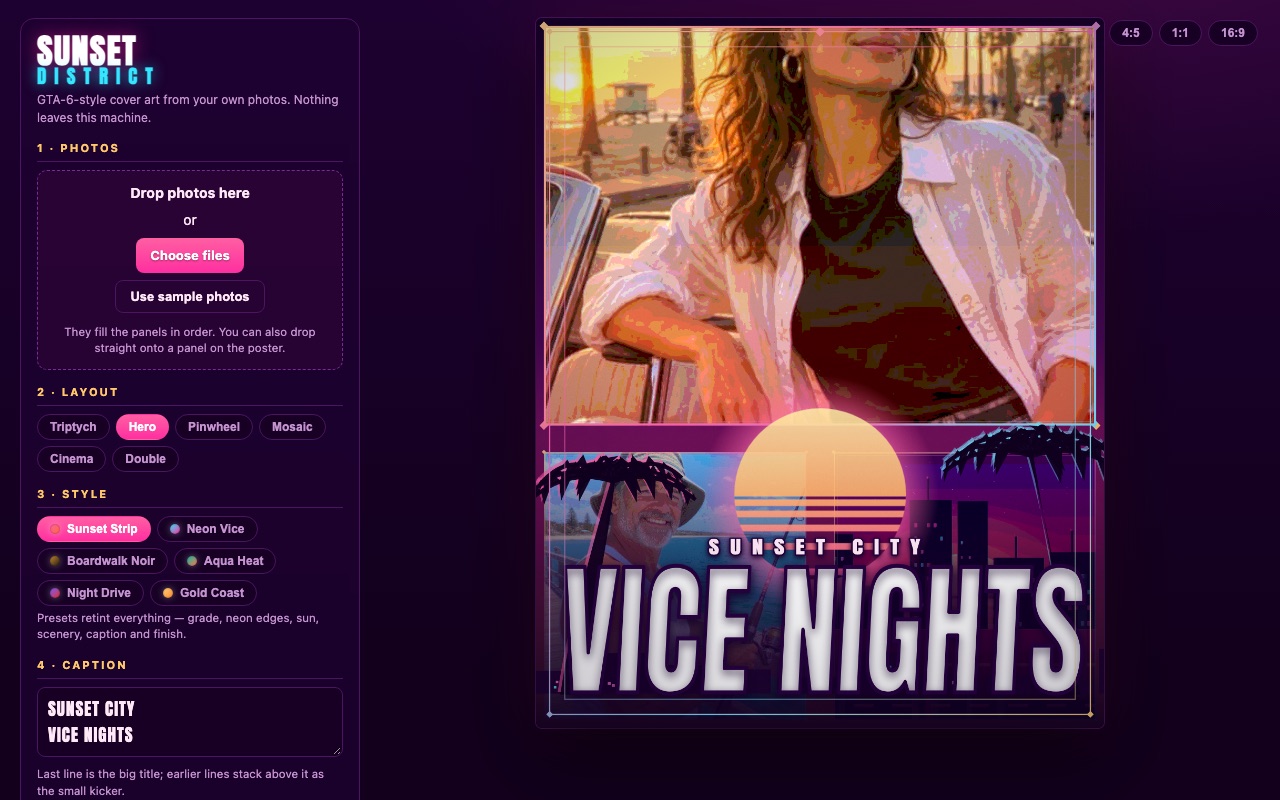 SUNSET
DISTRICT
GTA-6-style cover art from your own photos. Nothing
leaves this machine.
1 · PHOTOS
Drop photos here
or
Choose files
Use sample photos
They fill the panels in order. You can also drop
straight onto a panel on the poster.
2 · LAYOUT
Triptych
Hero
Pinwheel
Mosaic
Cinema
Double
3 · STYLE
Sunset Strip
Neon Vice
Boardwalk Noir
Aqua Heat
Night Drive
Gold Coast
Presets retint everything — grade, neon edges, sun,
scenery, caption and finish.
4 · CAPTION
SUNSET CITY
VICE NIGHTS
Last line is the big title; earlier lines stack above it as
the small kicker.
SUNSET CITY
VICE NIGHTS
4:5
1:1
16:9